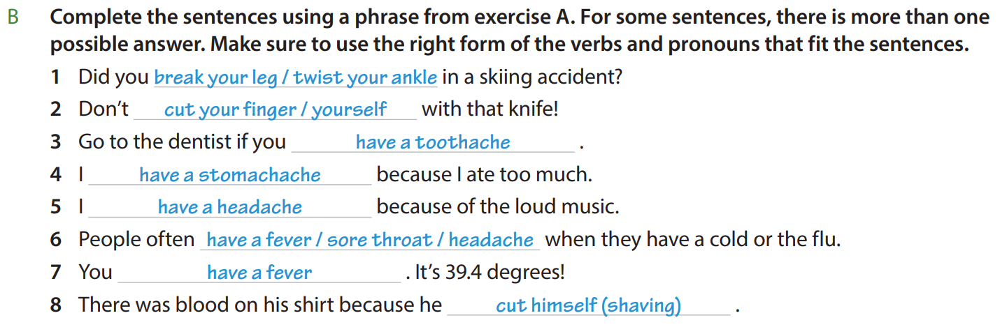 B Complete the sentences using a phrase from exercise A. For some sentences, there is more than one
possible answer. Make sure to use the right form of the verbs and pronouns that fit the sentences.
1 Did you break your leg / twist your ankle in a skiing accident?
2 Don’t cut your finger / yourself with that knife!
3 Go to the dentist if you have a toothache .
4 I have a stomachache because I ate too much.
5 I have a headache because of the loud music.
6 People often have a fever / sore throat / headache when they have a cold or the flu.
7 You have a fever . It’s 39.4 degrees!
8 There was blood on his shirt because he cut himself (shaving) .